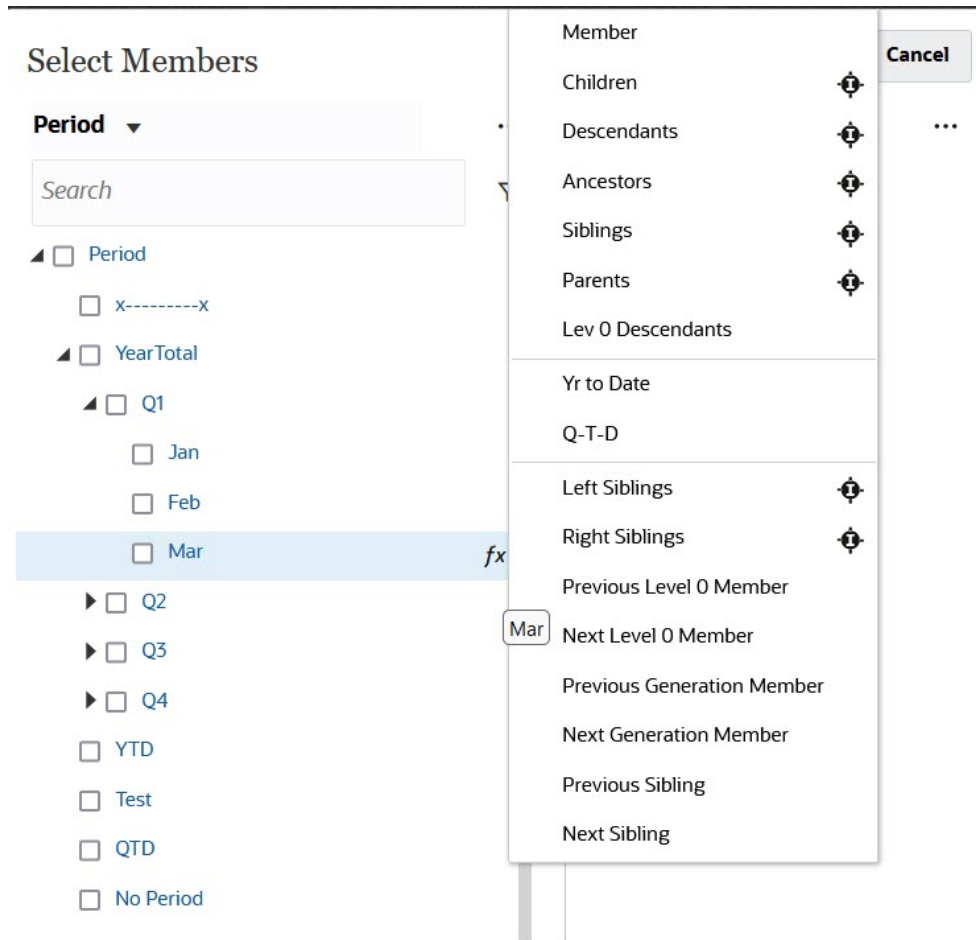 Select Members
Period
Search
Period
x---------x
YearTotal
Q1
Jan
Feb
Mar
fx
Q2
Q3
Q4
YTD
Test
QTD
No Period
Member
Children
Descendants
Ancestors
Siblings
Parents
Lev 0 Descendants
Yr to Date
Q-T-D
Left Siblings
Right Siblings
Previous Level 0 Member
Mar
Next Level 0 Member
Previous Generation Member
Next Generation Member
Previous Sibling
Next Sibling
Cancel
...